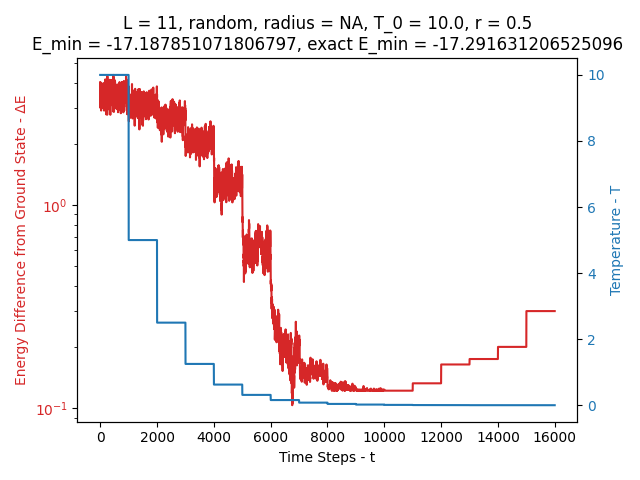 L = 11, random, radius = NA, T_0 = 10.0, r = 0.5
E_min = -17.187851071806797, exact E_min = -17.291631206525096
Energy Difference from Ground State - ΔE
10⁰
10⁻¹
Temperature - T
10
8
6
4
2
0
0 2000 4000 6000 8000 10000 12000 14000 16000
Time Steps - t